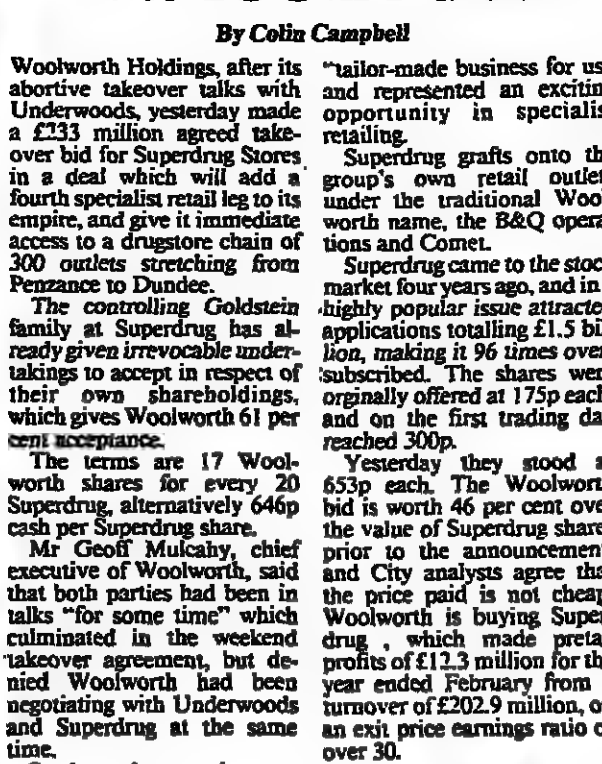 By Colin Campbell
Woolworth Holdings, after its
abortive takeover talks with
Underwoods, yesterday made
a £233 million agreed take-
over bid for Superdrug Stores
in a deal which will add a
fourth specialist retail leg to its
empire, and give it immediate
access to a drugstore chain of
300 outlets stretching from
Penzance to Dundee.
The controlling Goldstein
family at Superdrug has al-
ready given irrevocable under-
takings to accept in respect of
their own shareholdings,
which gives Woolworth 61 per
cent acceptance.
The terms are 17 Wool-
worth shares for every 20
Superdrug, alternatively 646p
cash per Superdrug share.
Mr Geoff Mulcahy, chief
executive of Woolworth, said
that both parties had been in
talks "for some time" which
culminated in the weekend
takeover agreement, but de-
nied Woolworth had been
negotiating with Underwoods
and Superdrug at the same
time.
"tailor-made business for us
and represented an excitin
opportunity in specialis
retailing.
Superdrug grafts onto th
group's own retail outlet
under the traditional Woo
worth name, the B&Q opera
tions and Comet.
Superdrug came to the stoc
market four years ago, and in
highly popular issue attracte
applications totalling £1.5 bi
lion, making it 96 times over
subscribed. The shares wer
orginally offered at 175p each
and on the first trading da
reached 300p.
Yesterday they stood a
653p each. The Woolwort
bid is worth 46 per cent ove
the value of Superdrug share
prior to the announcement
and City analysts agree tha
the price paid is not cheap
Woolworth is buying Super
drug , which made preta
profits of £12.3 million for th
year ended February from
turnover of £202.9 million, o
an exit price earnings ratio o
over 30.